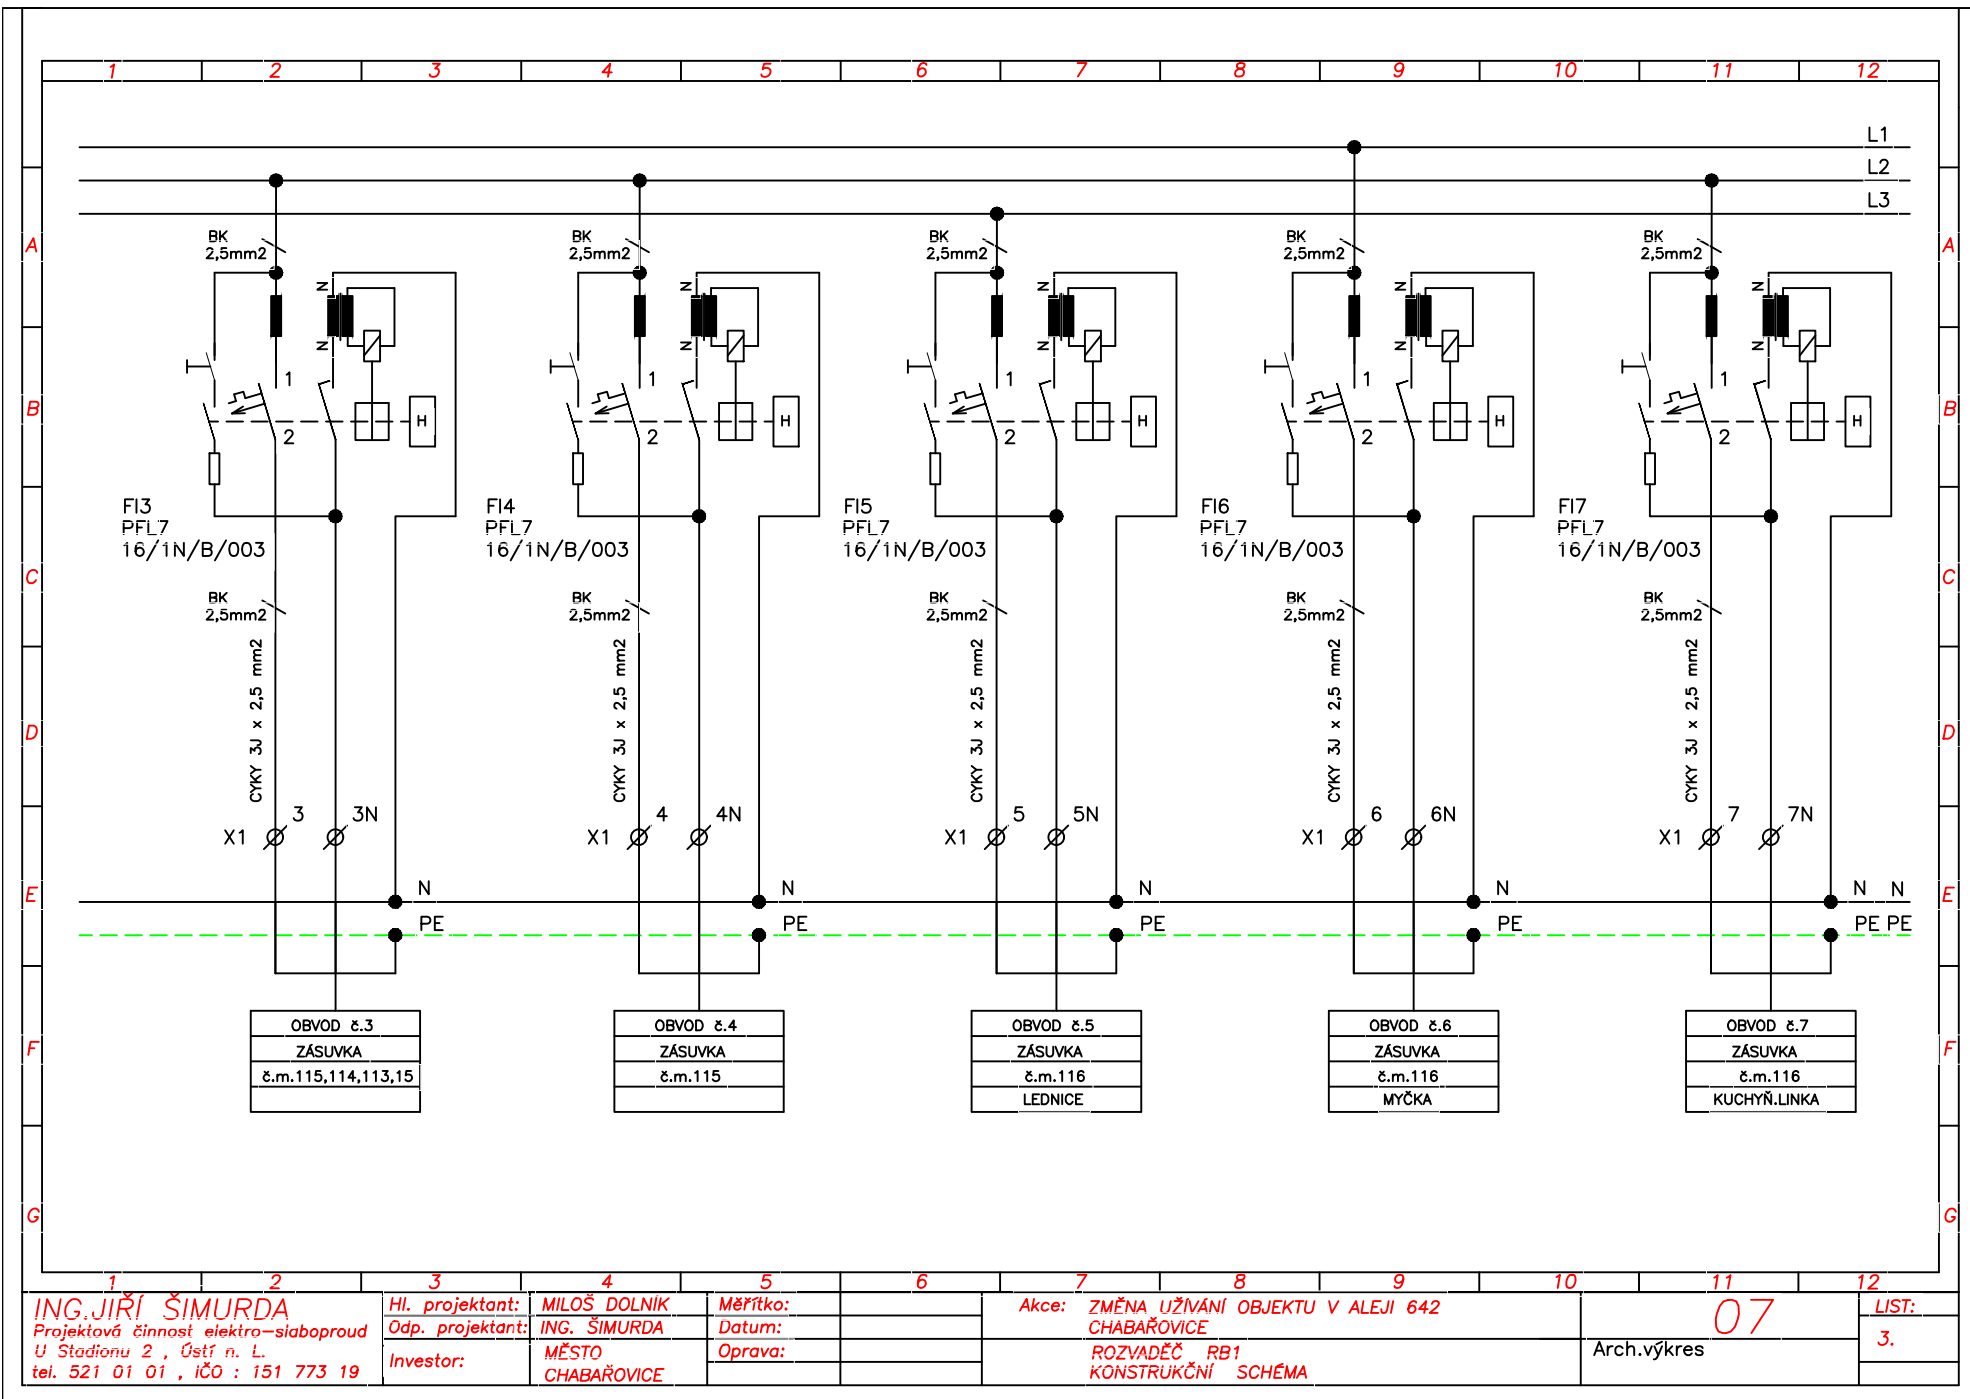 1 2 3 4 5 6 7 8 9 10 11 12
L1
L2
L3
A A
BK BK BK BK BK
2,5mm2 2,5mm2 2,5mm2 2,5mm2 2,5mm2
N N N N N
N N N N N
1 1 1 1 1
B B
H H H H H
2 2 2 2 2
FI3 FI4 FI5 FI6 FI7
PFL7 PFL7 PFL7 PFL7 PFL7
16/1N/B/003 16/1N/B/003 16/1N/B/003 16/1N/B/003 16/1N/B/003
C C
BK BK BK BK BK
2,5mm2 2,5mm2 2,5mm2 2,5mm2 2,5mm2
CYKY 3J x 2,5 mm2 CYKY 3J x 2,5 mm2 CYKY 3J x 2,5 mm2 CYKY 3J x 2,5 mm2 CYKY 3J x 2,5 mm2
D D
3 3N 4 4N 5 5N 6 6N 7 7N
X1 X1 X1 X1 X1
E E
N N N N N N
PE PE PE PE PE PE
OBVOD č.3 OBVOD č.4 OBVOD č.5 OBVOD č.6 OBVOD č.7
F F
ZÁSUVKA ZÁSUVKA ZÁSUVKA ZÁSUVKA ZÁSUVKA
č.m.115,114,113,15 č.m.115 č.m.116 č.m.116 č.m.116
LEDNICE MYČKA KUCHYŇ.LINKA
G G
1 2 3 4 5 6 7 8 9 10 11 12
ING.JIŘÍ ŠIMURDA
Projektová činnost elektro-slaboproud
U Stadionu 2 , Ústí n. L.
tel. 521 01 01 , IČO : 151 773 19
Hl. projektant: MILOŠ DOLNÍK
Odp. projektant: ING. ŠIMURDA
Investor: MĚSTO
CHABAŘOVICE
Měřítko:
Datum:
Oprava:
Akce: ZMĚNA UŽÍVÁNÍ OBJEKTU V ALEJI 642
CHABAŘOVICE
ROZVADĚČ RB1
KONSTRUKČNÍ SCHÉMA
07
Arch.výkres
LIST:
3.